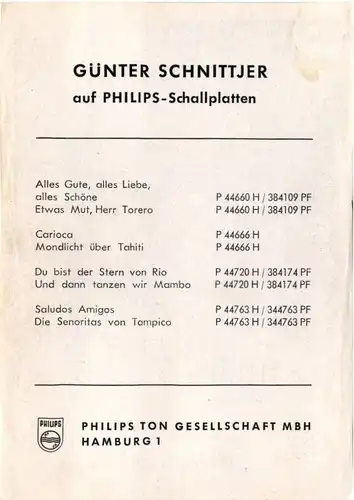 GÜNTER SCHNITTJER
auf PHILIPS-Schallplatten
Alles Gute, alles Liebe,
alles Schöne P 44660 H / 384109 PF
Etwas Mut, Herr Torero P 44660 H / 384109 PF
Carioca P 44666 H
Mondlicht über Tahiti P 44666 H
Du bist der Stern von Rio P 44720 H / 384174 PF
Und dann tanzen wir Mambo P 44720 H / 384174 PF
Saludos Amigos P 44763 H / 344763 PF
Die Senoritas von Tampico P 44763 H / 344763 PF
PHILIPS
PHILIPS TON GESELLSCHAFT MBH
HAMBURG 1